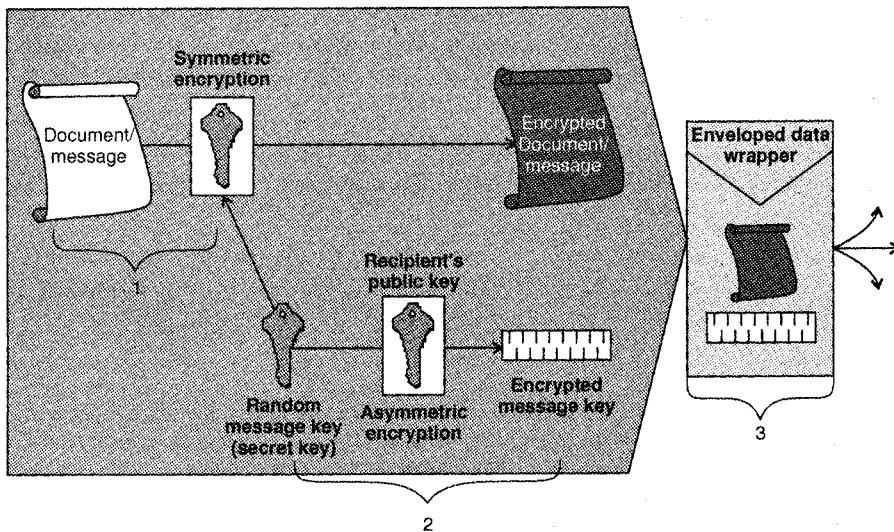 Symmetric
encryption
Document/
message
Encrypted
Document/
message
1
Recipient's
public key
Random
message key
(secret key)
Asymmetric
encryption
Encrypted
message key
2
Enveloped data
wrapper
3